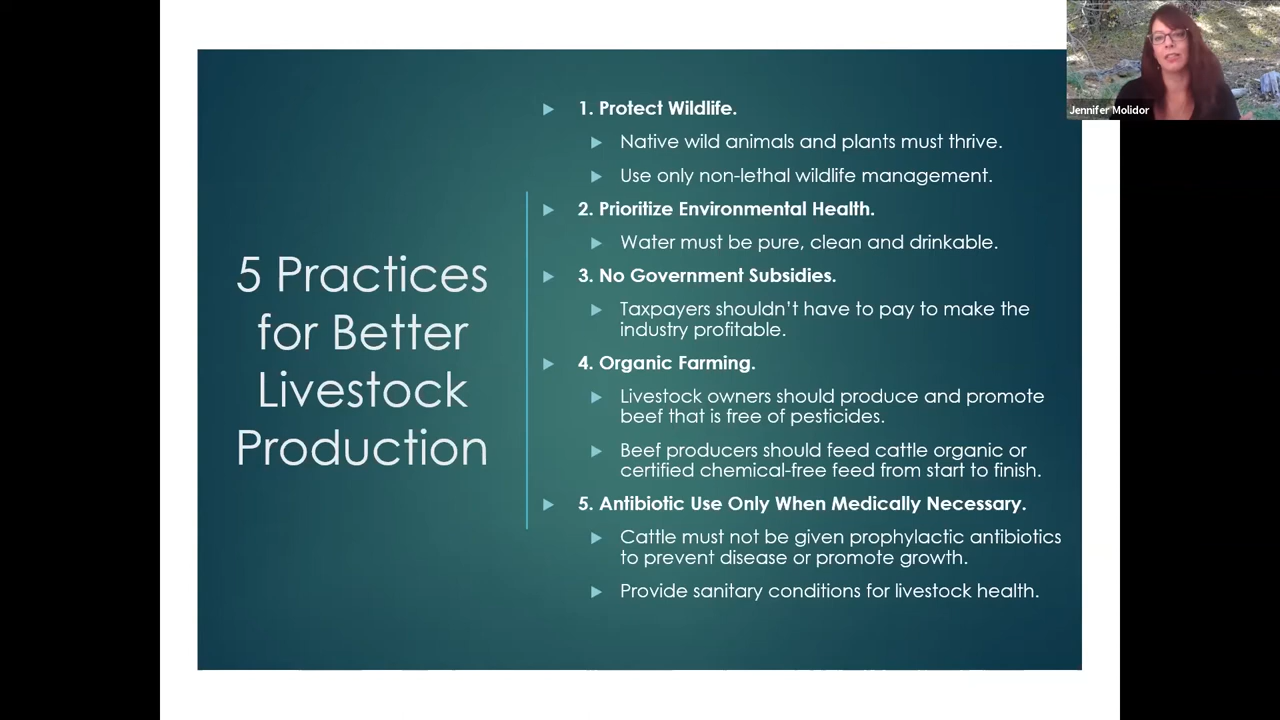 Jennifer Molidor
5 Practices
for Better
Livestock
Production
1. Protect Wildlife.
Native wild animals and plants must thrive.
Use only non-lethal wildlife management.
2. Prioritize Environmental Health.
Water must be pure, clean and drinkable.
3. No Government Subsidies.
Taxpayers shouldn't have to pay to make the
industry profitable.
4. Organic Farming.
Livestock owners should produce and promote
beef that is free of pesticides.
Beef producers should feed cattle organic or
certified chemical-free feed from start to finish.
5. Antibiotic Use Only When Medically Necessary.
Cattle must not be given prophylactic antibiotics
to prevent disease or promote growth.
Provide sanitary conditions for livestock health.